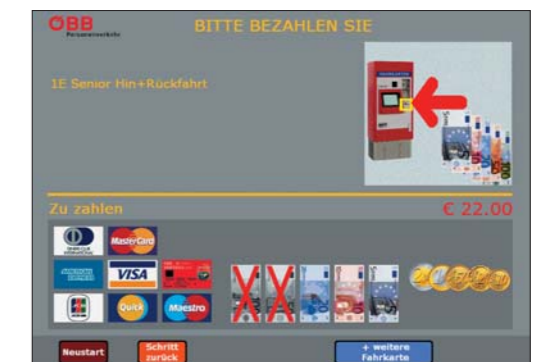 ÖBB
Personenverkehr
BITTE BEZAHLEN SIE
1E Senior Hin+Rückfahrt
Zu zahlen
€ 22.00
MasterCard
VISA
JCB
Quick
Maestro
Neustart
Schritt
zurück
+ weitere
Fahrkarte